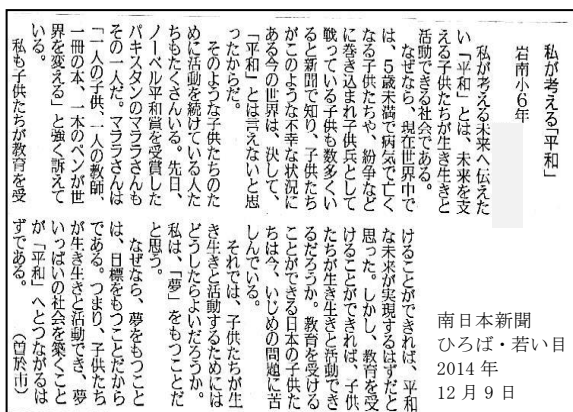 私が考える「平和」
岩南小６年
私が考える未来へ伝えた
い「平和」とは、未来を支
える子供たちが生き生きと
活動できる社会である。
なぜなら、現在世界中で
は、５歳未満で病気で亡く
なる子供たちや、紛争など
に巻き込まれ子供兵として
戦っている子供も数多くい
ると新聞で知り、子供たち
がこのような不幸な状況に
ある今の世界は、決して、
「平和」とは言えないと思
ったからだ。
そのような子供たちのた
めに活動を続けている人た
ちもたくさんいる。先日、
ノーベル平和賞を受賞した
パキスタンのマララさんも
その一人だ。マララさんは
「一人の子供、一人の教師、
一冊の本、一本のペンが世
界を変える」と強く訴えて
いる。
私も子供たちが教育を受
けることができれば、平和
な未来が実現するはずだと
思った。しかし、教育を受
けることができれば、子供
たちが生き生きと活動でき
るだろうか。教育を受ける
ことができる日本の子供た
ちは今、いじめの問題に苦
しんでいる。
それでは、子供たちが生
き生きと活動するためには
どうしたらよいだろうか。
私は、「夢」をもつことだ
と思う。
なぜなら、夢をもつこと
は、目標をもつことだから
である。つまり、子供たち
が生き生きと活動でき、夢
いっぱいの社会を築くこと
が「平和」へとつながるは
ずである。　（曽於市）
南日本新聞
ひろば・若い目
2014 年
12 月 9 日